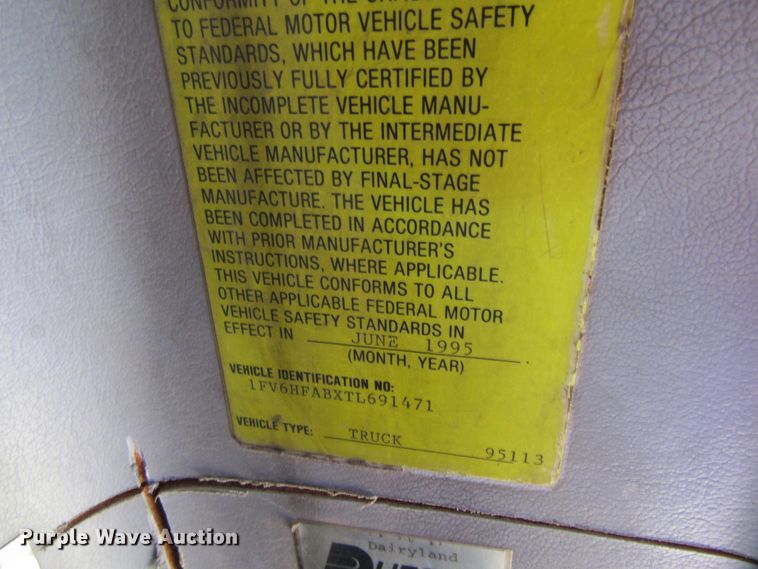 CONFORMITY OF THE
TO FEDERAL MOTOR VEHICLE SAFETY
STANDARDS, WHICH HAVE BEEN
PREVIOUSLY FULLY CERTIFIED BY
THE INCOMPLETE VEHICLE MANU-
FACTURER OR BY THE INTERMEDIATE
VEHICLE MANUFACTURER, HAS NOT
BEEN AFFECTED BY FINAL-STAGE
MANUFACTURE. THE VEHICLE HAS
BEEN COMPLETED IN ACCORDANCE
WITH PRIOR MANUFACTURER'S
INSTRUCTIONS, WHERE APPLICABLE.
THIS VEHICLE CONFORMS TO ALL
OTHER APPLICABLE FEDERAL MOTOR
VEHICLE SAFETY STANDARDS IN
EFFECT IN JUNE 1995
(MONTH, YEAR)
VEHICLE IDENTIFICATION NO:
1FV6HFABXTL691471
VEHICLE TYPE: TRUCK 95113
Dairyland
Purple Wave Auction